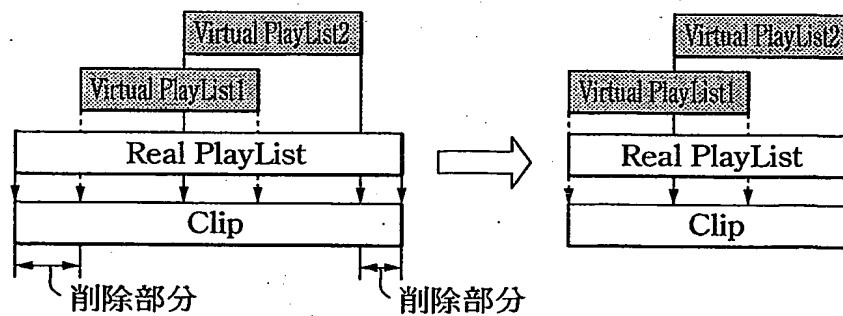 Virtual PlayList2
Virtual PlayList1
Real PlayList
Clip
削除部分
削除部分
Virtual PlayList2
Virtual PlayList1
Real PlayList
Clip